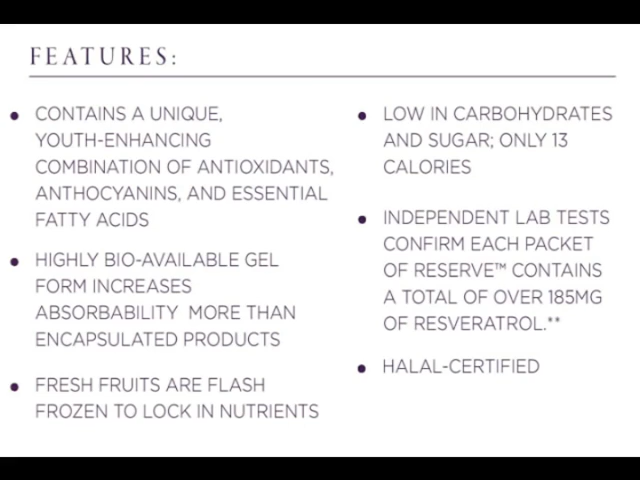 FEATURES:
CONTAINS A UNIQUE,
YOUTH-ENHANCING
COMBINATION OF ANTIOXIDANTS,
ANTHOCYANINS, AND ESSENTIAL
FATTY ACIDS
HIGHLY BIO-AVAILABLE GEL
FORM INCREASES
ABSORBABILITY MORE THAN
ENCAPSULATED PRODUCTS
FRESH FRUITS ARE FLASH
FROZEN TO LOCK IN NUTRIENTS
LOW IN CARBOHYDRATES
AND SUGAR; ONLY 13
CALORIES
INDEPENDENT LAB TESTS
CONFIRM EACH PACKET
OF RESERVE™ CONTAINS
A TOTAL OF OVER 185MG
OF RESVERATROL.**
HALAL-CERTIFIED